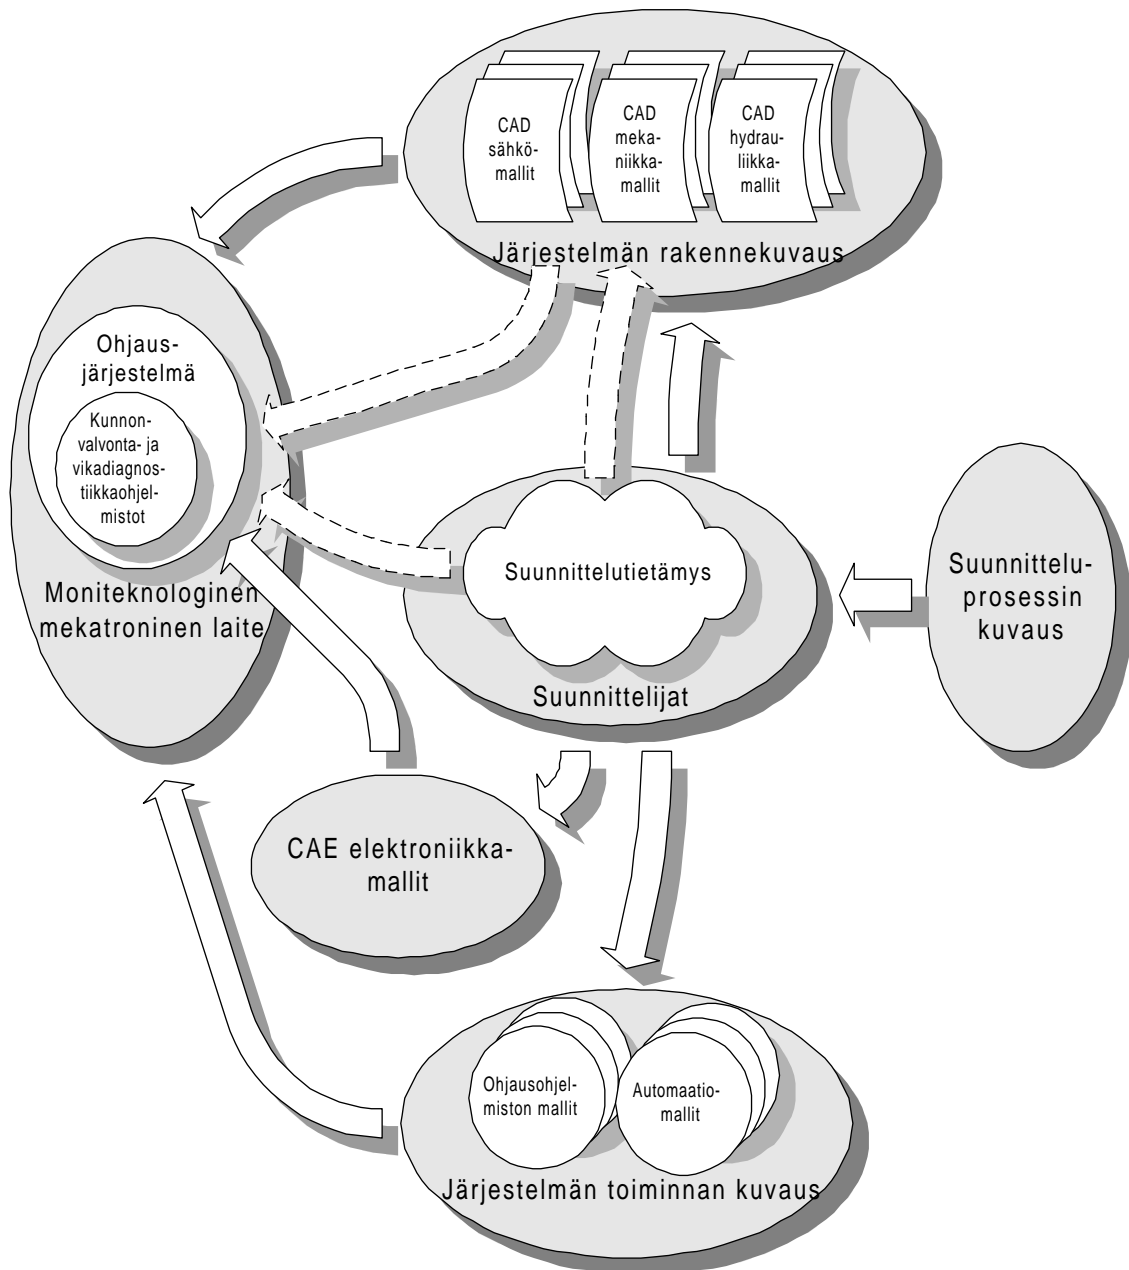 CAD
sähkö-
mallit
CAD
meka-
niikka-
mallit
CAD
hydrau-
liikka-
mallit
Järjestelmän rakennekuvaus
Ohjaus-
järjestelmä
Kunnon-
valvonta- ja
vikadiagnos-
tiikkaohjel-
mistot
Moniteknologinen
mekatroninen laite
Suunnittelutietämys
Suunnittelijat
Suunnittelu-
prosessin
kuvaus
CAE elektroniikka-
mallit
Ohjausohjel-
miston mallit
Automaatio-
mallit
Järjestelmän toiminnan kuvaus